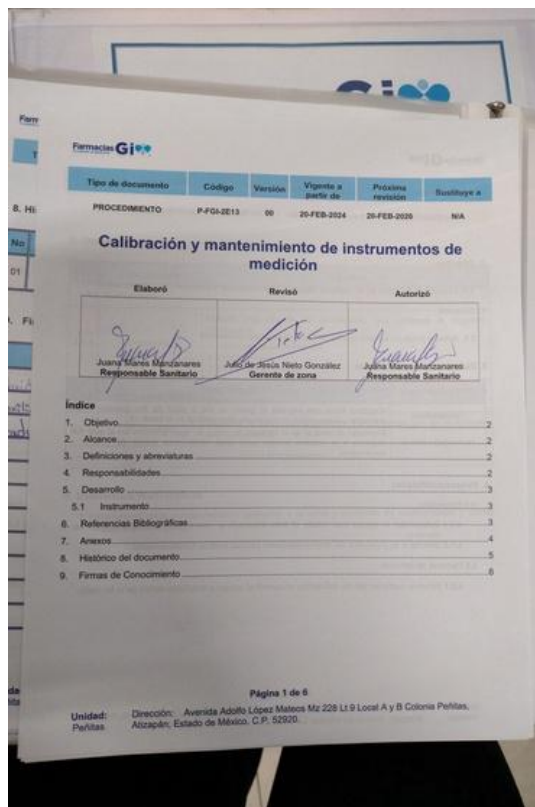 Farmacias Gi
Tipo de documento Código Versión Vigente a partir de Próxima revisión Sustituye a
PROCEDIMIENTO P-FGI-2E13 00 20-FEB-2024 20-FEB-2026 N/A
Calibración y mantenimiento de instrumentos de
medición
Elaboró Revisó Autorizó
Juana Mares Manzanares Julio de Jesús Nieto González Juana Mares Manzanares
Responsable Sanitario Gerente de zona Responsable Sanitario
Índice
1. Objetivo 2
2. Alcance 2
3. Definiciones y abreviaturas 2
4. Responsabilidades 2
5. Desarrollo 3
5.1 Instrumento 3
6. Referencias Bibliográficas 3
7. Anexos 4
8. Histórico del documento 5
9. Firmas de Conocimiento 6
Página 1 de 6
Unidad: Dirección: Avenida Adolfo López Mateos Mz 228 Lt 9 Local A y B Colonia Peñitas,
Peñitas Atizapán; Estado de México. C.P. 52920.
8. Hi
No
01